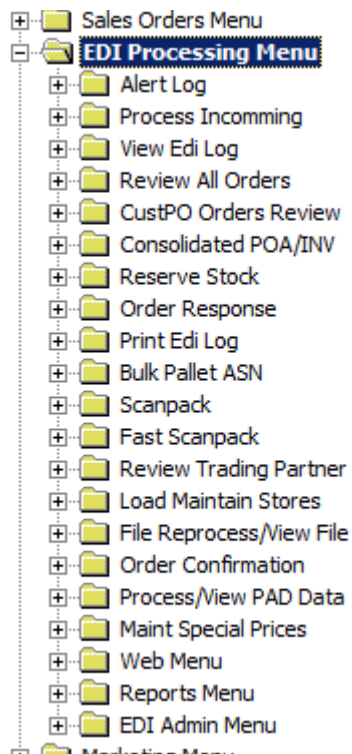 Sales Orders Menu
EDI Processing Menu
Alert Log
Process Incomming
View Edi Log
Review All Orders
CustPO Orders Review
Consolidated POA/INV
Reserve Stock
Order Response
Print Edi Log
Bulk Pallet ASN
Scanpack
Fast Scanpack
Review Trading Partner
Load Maintain Stores
File Reprocess/View File
Order Confirmation
Process/View PAD Data
Maint Special Prices
Web Menu
Reports Menu
EDI Admin Menu
Marketing Menu